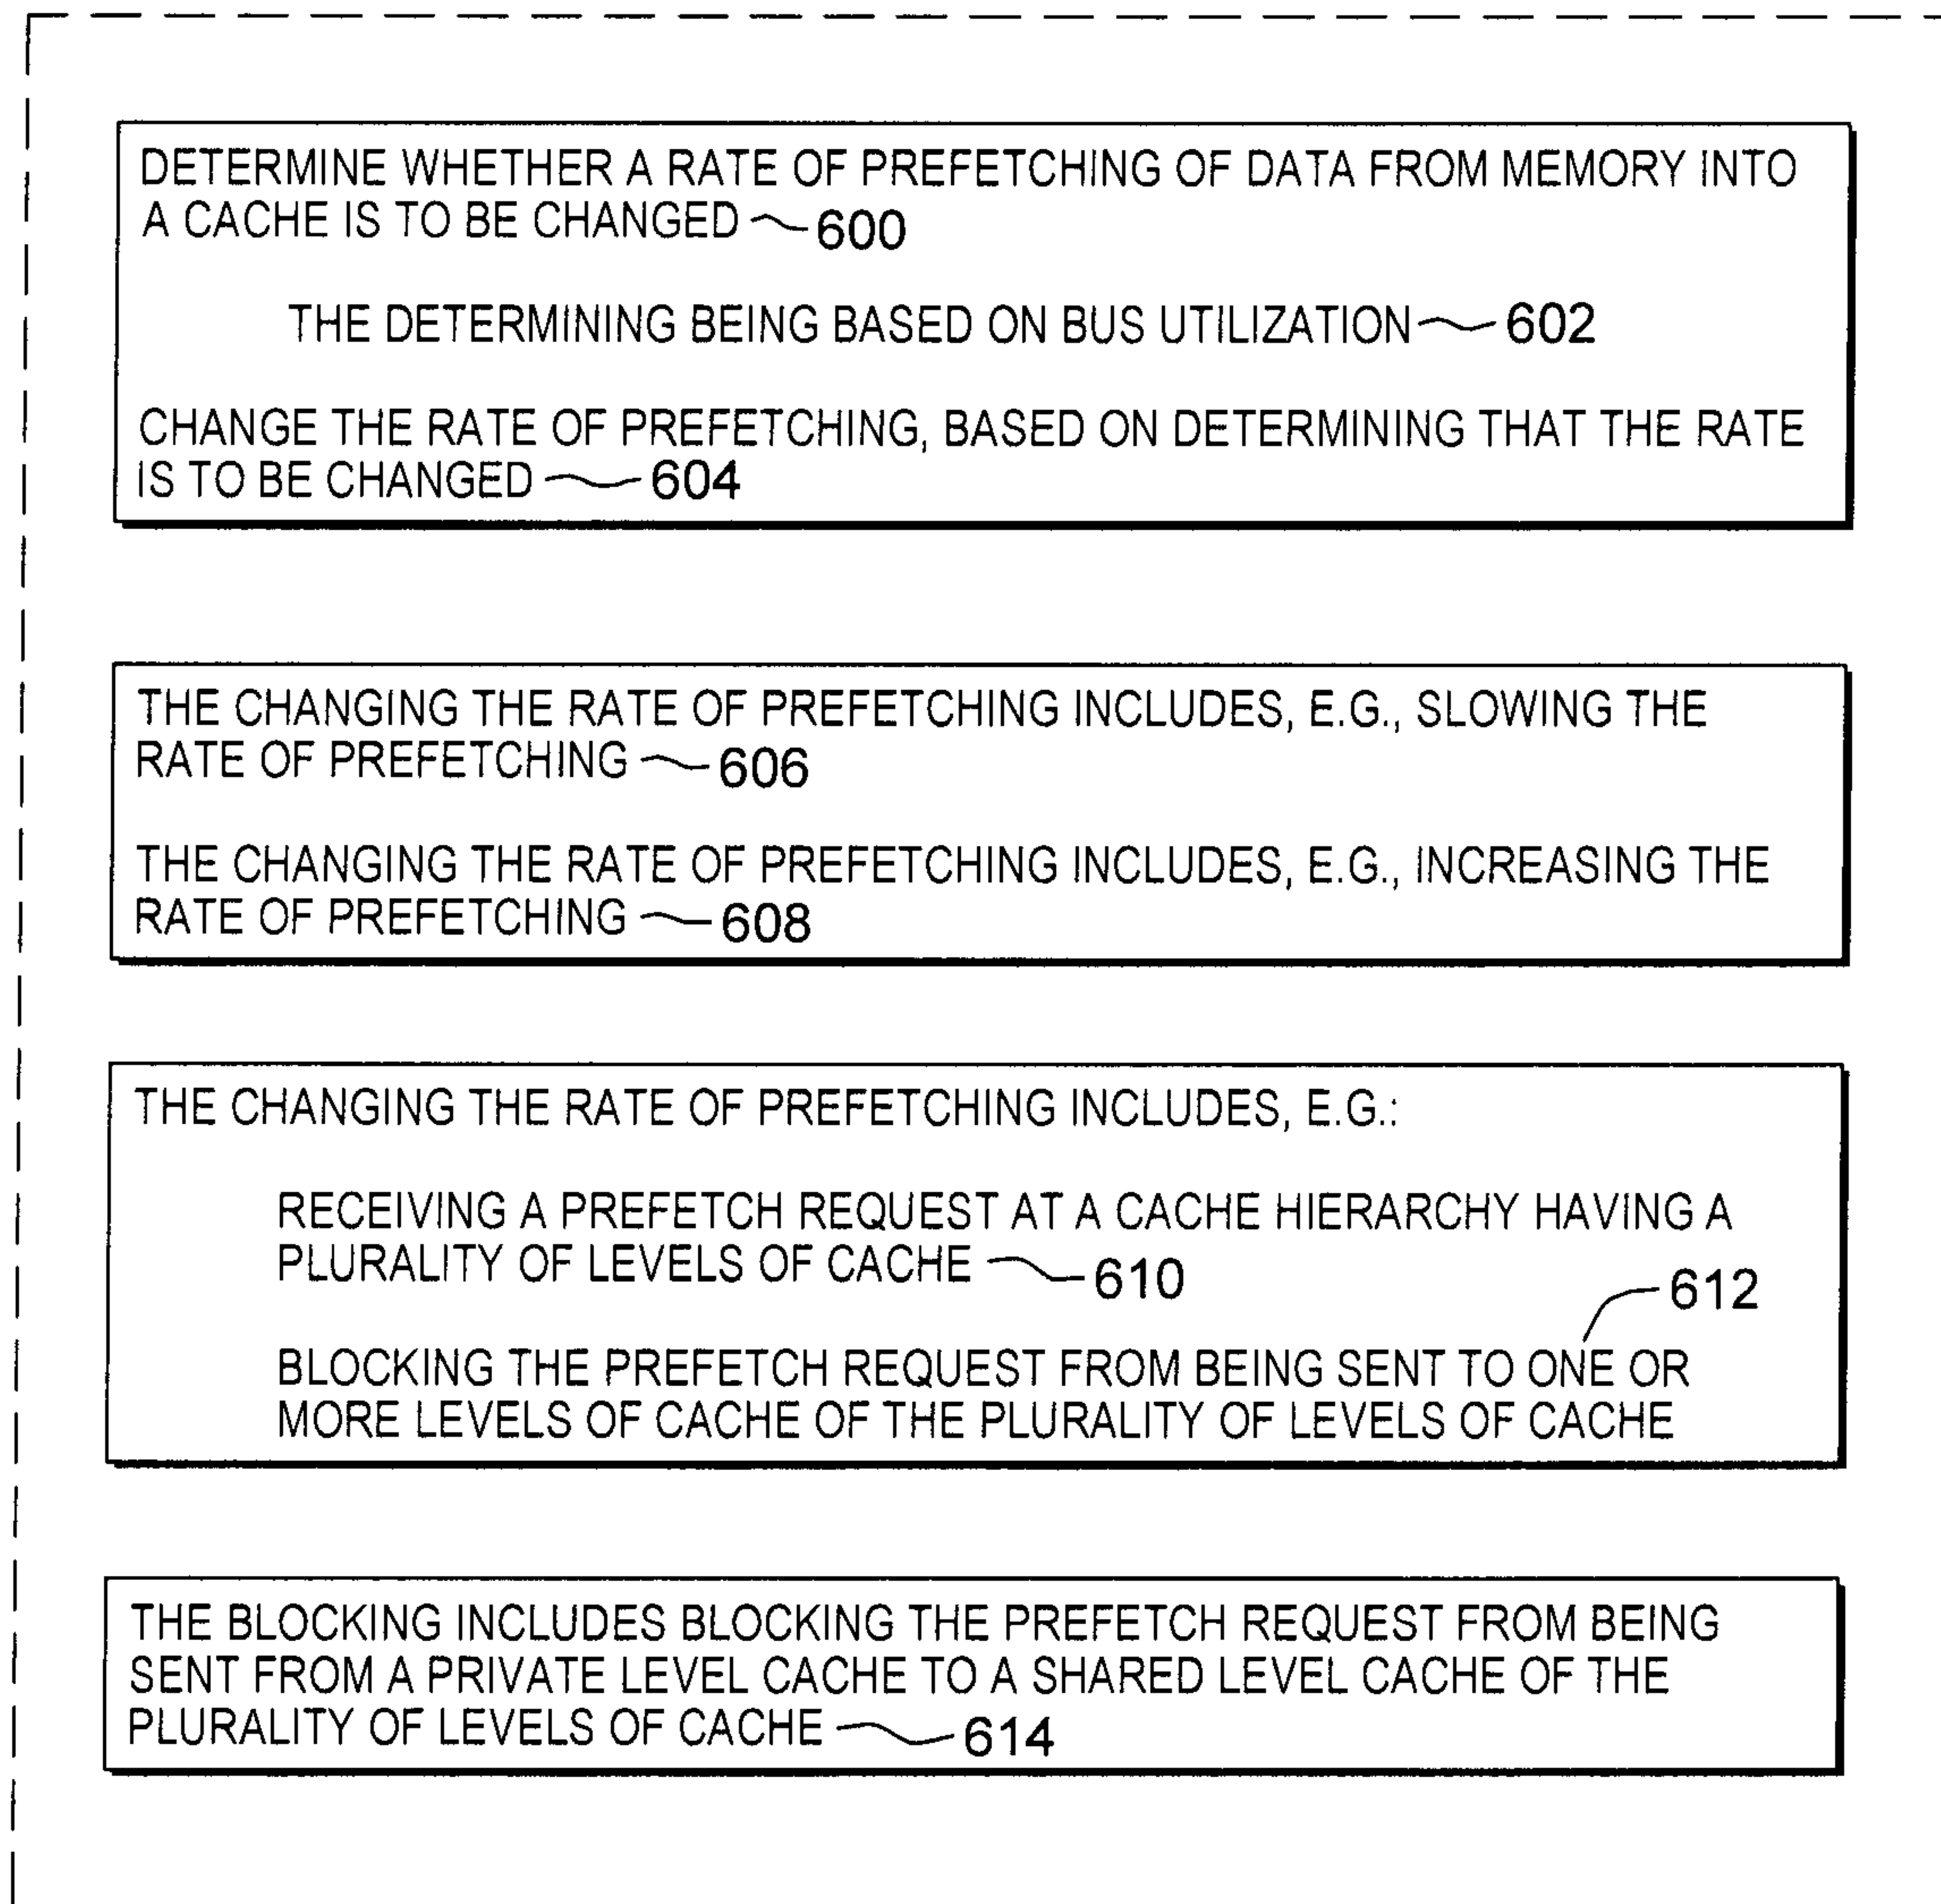 DETERMINE WHETHER A RATE OF PREFETCHING OF DATA FROM MEMORY INTO
A CACHE IS TO BE CHANGED 600
THE DETERMINING BEING BASED ON BUS UTILIZATION 602
CHANGE THE RATE OF PREFETCHING, BASED ON DETERMINING THAT THE RATE
IS TO BE CHANGED 604
THE CHANGING THE RATE OF PREFETCHING INCLUDES, E.G., SLOWING THE
RATE OF PREFETCHING 606
THE CHANGING THE RATE OF PREFETCHING INCLUDES, E.G., INCREASING THE
RATE OF PREFETCHING 608
THE CHANGING THE RATE OF PREFETCHING INCLUDES, E.G.:
RECEIVING A PREFETCH REQUEST AT A CACHE HIERARCHY HAVING A
PLURALITY OF LEVELS OF CACHE 610
612
BLOCKING THE PREFETCH REQUEST FROM BEING SENT TO ONE OR
MORE LEVELS OF CACHE OF THE PLURALITY OF LEVELS OF CACHE
THE BLOCKING INCLUDES BLOCKING THE PREFETCH REQUEST FROM BEING
SENT FROM A PRIVATE LEVEL CACHE TO A SHARED LEVEL CACHE OF THE
PLURALITY OF LEVELS OF CACHE 614